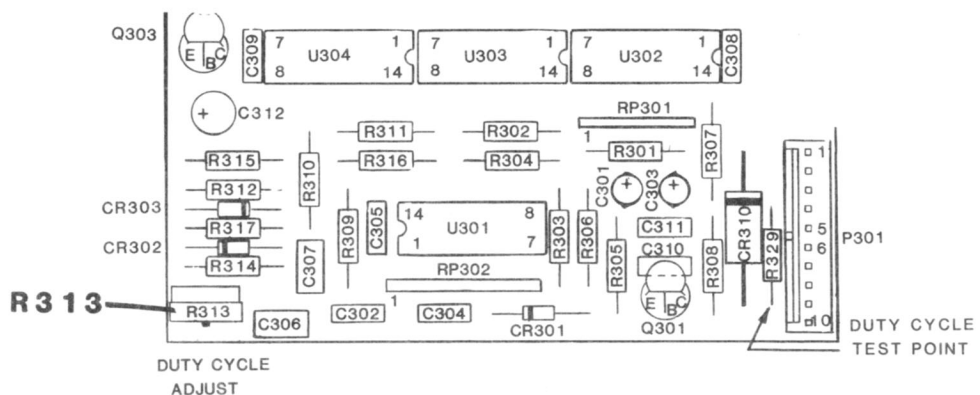 Q303
E B C
C309
7 1
U304
8 14
7 1
U303
8 14
7 1
U302
8 14
C308
+
C312
RP301
1
R311
R302
R307
R316
R304
R301
1
R315
R310
C301
+
C303
+
R312
CR303
R317
CR302
R314
R309
C305
14 8
U301
1 7
R303
R306
C311
C310
R305
R308
CR310
R329
5
6
P301
C307
RP302
1
E B C
Q301
R313
R313
C306
C302
C304
CR301
10
DUTY CYCLE
TEST POINT
DUTY CYCLE
ADJUST